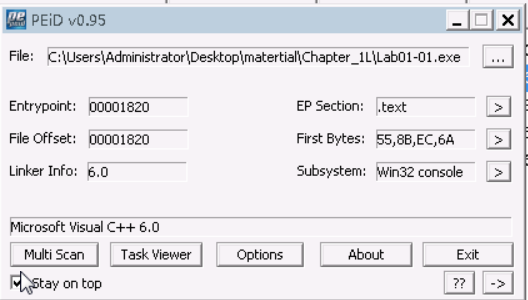 PEiD v0.95
File: C:\Users\Administrator\Desktop\matertial\Chapter_1L\Lab01-01.exe ...
Entrypoint: 00001820 EP Section: .text >
File Offset: 00001820 First Bytes: 55,8B,EC,6A >
Linker Info: 6.0 Subsystem: Win32 console >
Microsoft Visual C++ 6.0
Multi Scan Task Viewer Options About Exit
Stay on top ?? ->